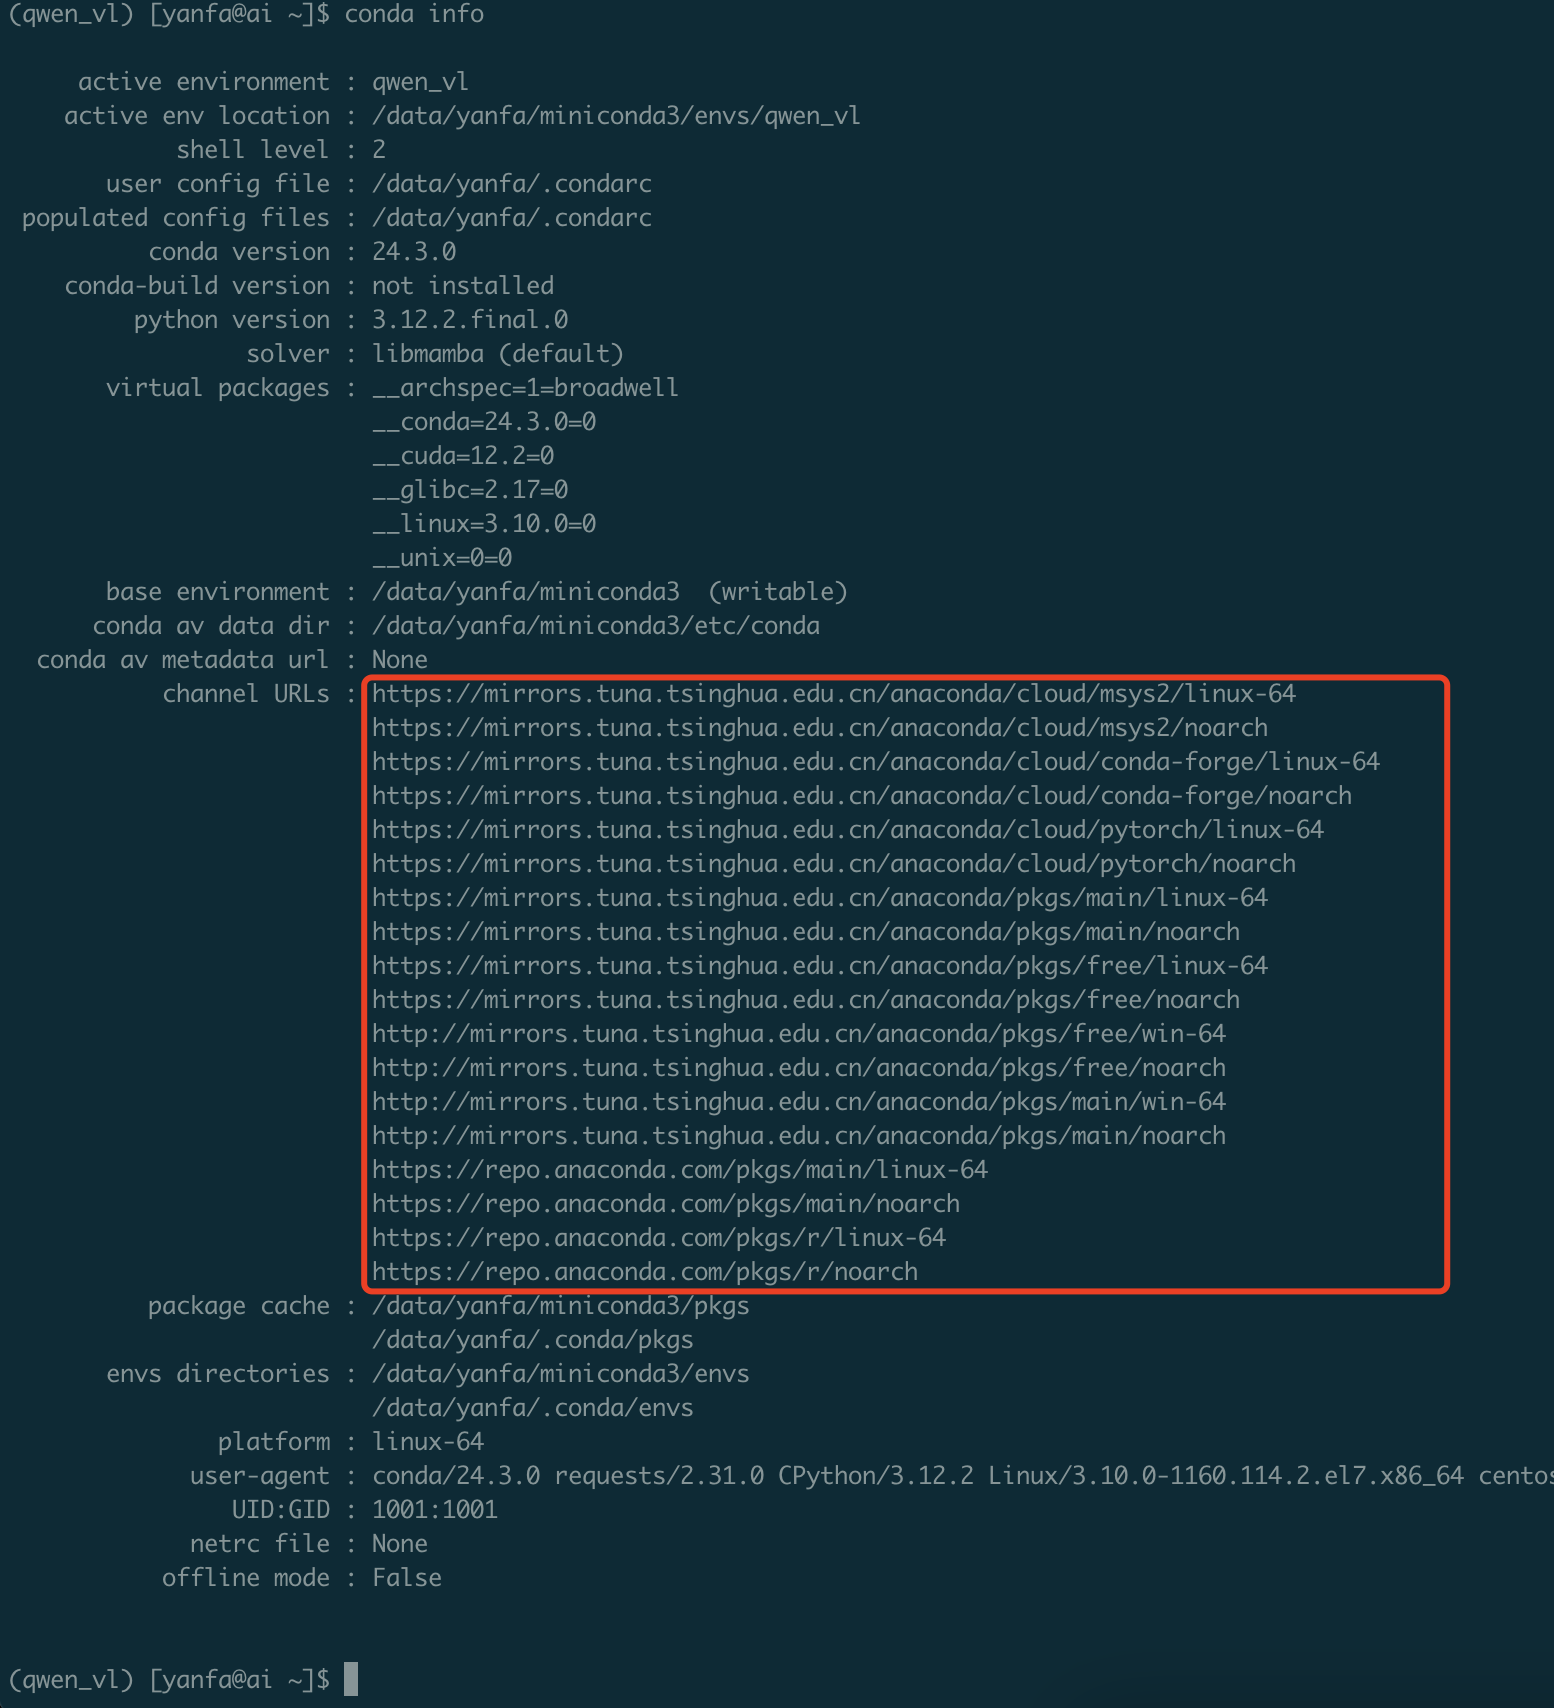 (qwen_vl) [yanfa@ai ~]$ conda info
active environment : qwen_vl
active env location : /data/yanfa/miniconda3/envs/qwen_vl
shell level : 2
user config file : /data/yanfa/.condarc
populated config files : /data/yanfa/.condarc
conda version : 24.3.0
conda-build version : not installed
python version : 3.12.2.final.0
solver : libmamba (default)
virtual packages : __archspec=1=broadwell
__conda=24.3.0=0
__cuda=12.2=0
__glibc=2.17=0
__linux=3.10.0=0
__unix=0=0
base environment : /data/yanfa/miniconda3  (writable)
conda av data dir : /data/yanfa/miniconda3/etc/conda
conda av metadata url : None
channel URLs : https://mirrors.tuna.tsinghua.edu.cn/anaconda/cloud/msys2/linux-64
https://mirrors.tuna.tsinghua.edu.cn/anaconda/cloud/msys2/noarch
https://mirrors.tuna.tsinghua.edu.cn/anaconda/cloud/conda-forge/linux-64
https://mirrors.tuna.tsinghua.edu.cn/anaconda/cloud/conda-forge/noarch
https://mirrors.tuna.tsinghua.edu.cn/anaconda/cloud/pytorch/linux-64
https://mirrors.tuna.tsinghua.edu.cn/anaconda/cloud/pytorch/noarch
https://mirrors.tuna.tsinghua.edu.cn/anaconda/pkgs/main/linux-64
https://mirrors.tuna.tsinghua.edu.cn/anaconda/pkgs/main/noarch
https://mirrors.tuna.tsinghua.edu.cn/anaconda/pkgs/free/linux-64
https://mirrors.tuna.tsinghua.edu.cn/anaconda/pkgs/free/noarch
http://mirrors.tuna.tsinghua.edu.cn/anaconda/pkgs/free/win-64
http://mirrors.tuna.tsinghua.edu.cn/anaconda/pkgs/free/noarch
http://mirrors.tuna.tsinghua.edu.cn/anaconda/pkgs/main/win-64
http://mirrors.tuna.tsinghua.edu.cn/anaconda/pkgs/main/noarch
https://repo.anaconda.com/pkgs/main/linux-64
https://repo.anaconda.com/pkgs/main/noarch
https://repo.anaconda.com/pkgs/r/linux-64
https://repo.anaconda.com/pkgs/r/noarch
package cache : /data/yanfa/miniconda3/pkgs
/data/yanfa/.conda/pkgs
envs directories : /data/yanfa/miniconda3/envs
/data/yanfa/.conda/envs
platform : linux-64
user-agent : conda/24.3.0 requests/2.31.0 CPython/3.12.2 Linux/3.10.0-1160.114.2.el7.x86_64 centos
UID:GID : 1001:1001
netrc file : None
offline mode : False
(qwen_vl) [yanfa@ai ~]$